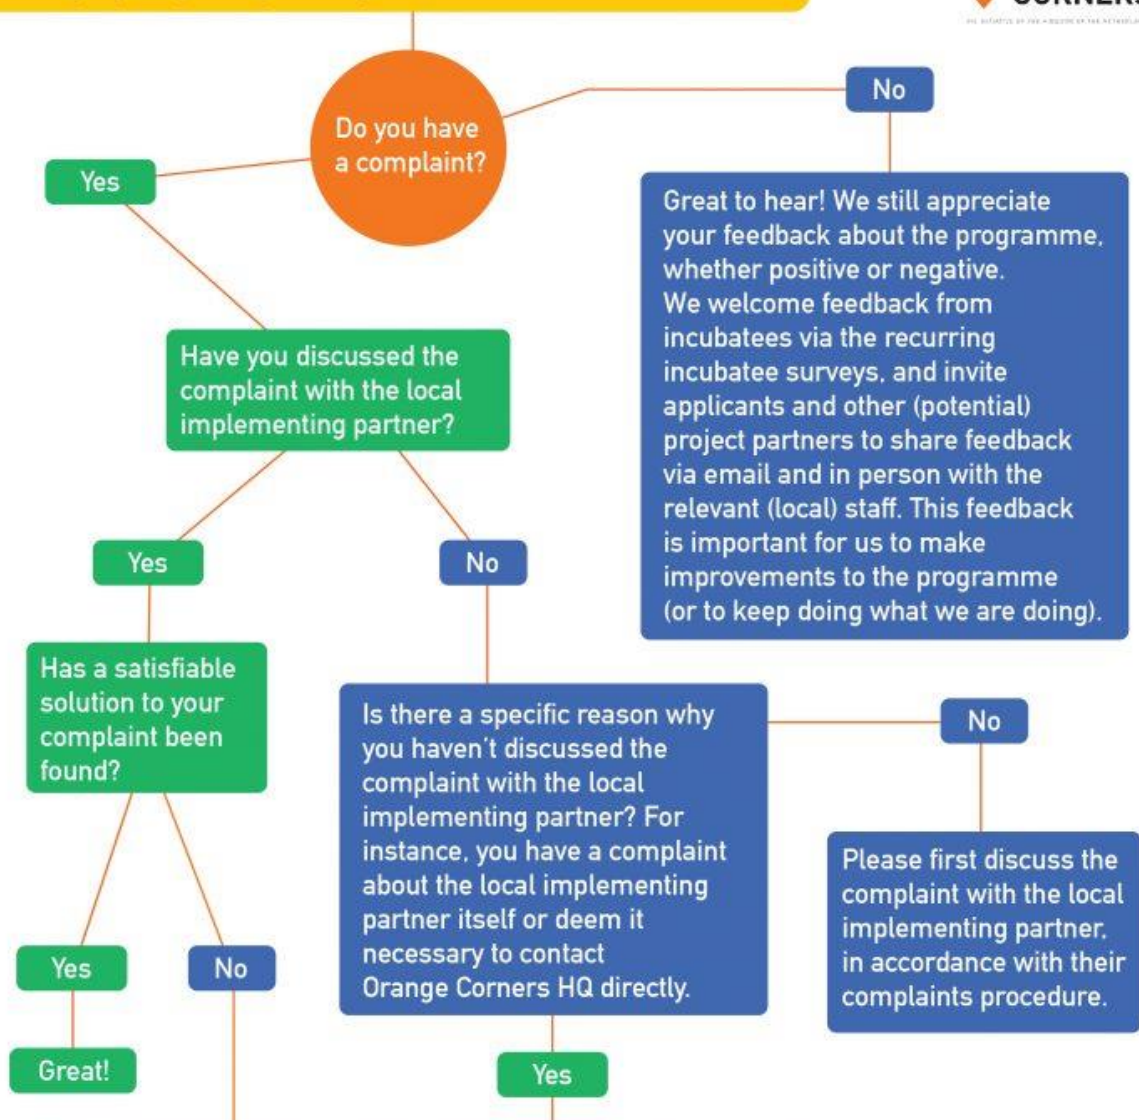 CORNERS
Do you have
a complaint?
No
Yes
Great to hear! We still appreciate
your feedback about the programme,
whether positive or negative.
We welcome feedback from
incubatees via the recurring
incubatee surveys, and invite
applicants and other (potential)
project partners to share feedback
via email and in person with the
relevant (local) staff. This feedback
is important for us to make
improvements to the programme
(or to keep doing what we are doing).
Have you discussed the
complaint with the local
implementing partner?
Yes
No
Has a satisfiable
solution to your
complaint been
found?
Is there a specific reason why
you haven't discussed the
complaint with the local
implementing partner? For
instance, you have a complaint
about the local implementing
partner itself or deem it
necessary to contact
Orange Corners HQ directly.
No
Please first discuss the
complaint with the local
implementing partner,
in accordance with their
complaints procedure.
Yes
No
Great!
Yes